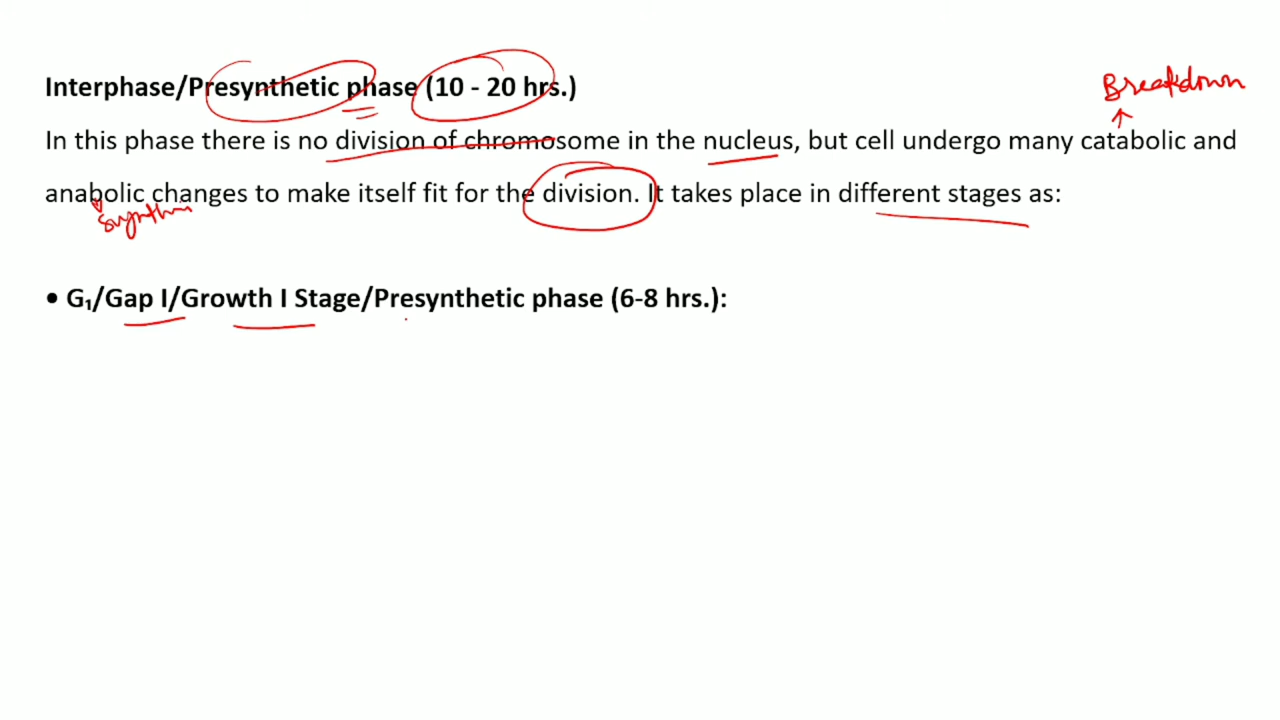 Interphase/Presynthetic phase (10 - 20 hrs.)
Breakdown
In this phase there is no division of chromosome in the nucleus, but cell undergo many catabolic and
anabolic changes to make itself fit for the division. It takes place in different stages as:
• G₁/Gap I/Growth I Stage/Presynthetic phase (6-8 hrs.):